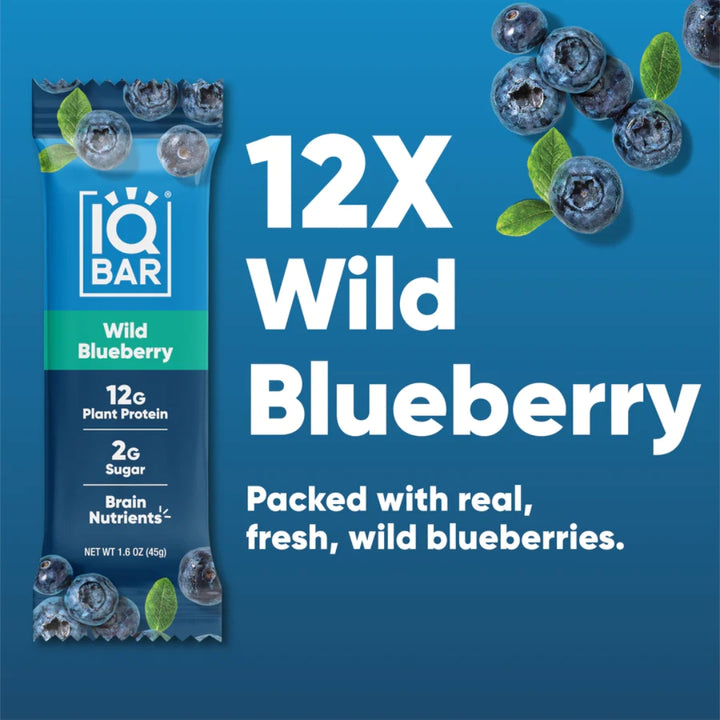 IQ
BAR
®
Wild
Blueberry
12G
Plant Protein
2G
Sugar
Brain
Nutrients
NET WT 1.6 OZ (45g)
12X
Wild
Blueberry
Packed with real,
fresh, wild blueberries.